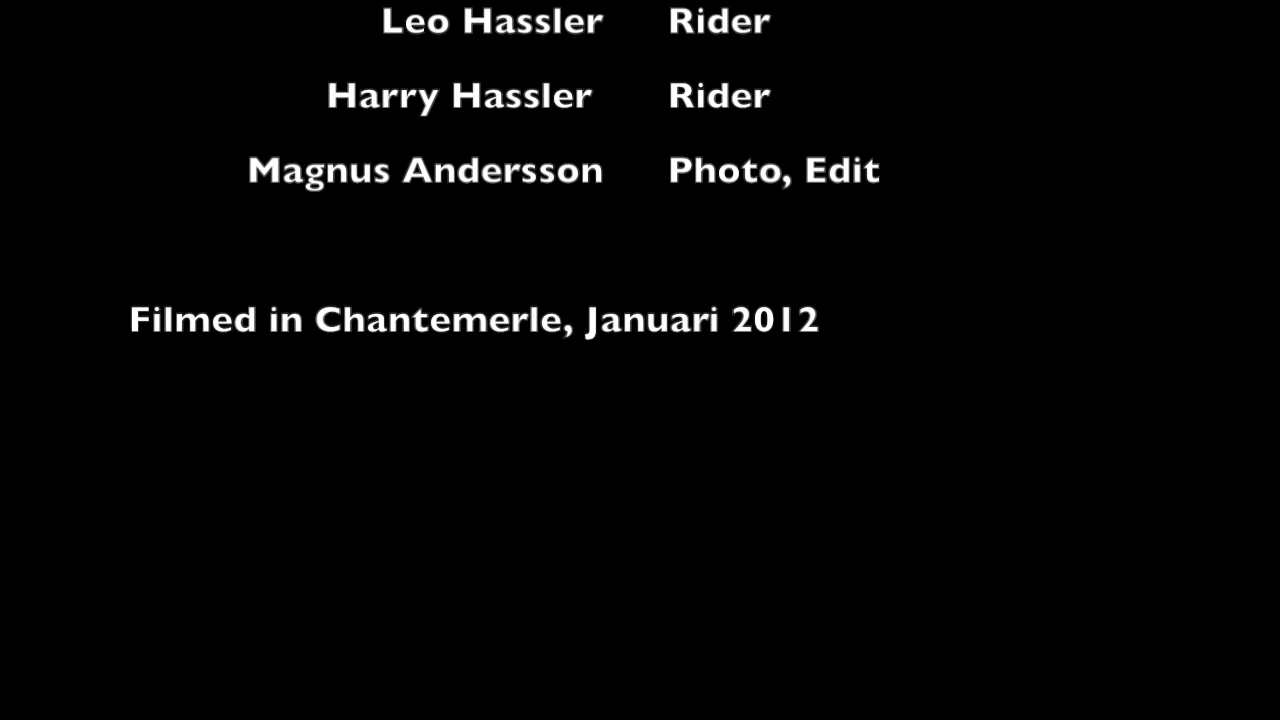 Leo Hassler Rider
Harry Hassler Rider
Magnus Andersson Photo, Edit
Filmed in Chantemerle, Januari 2012